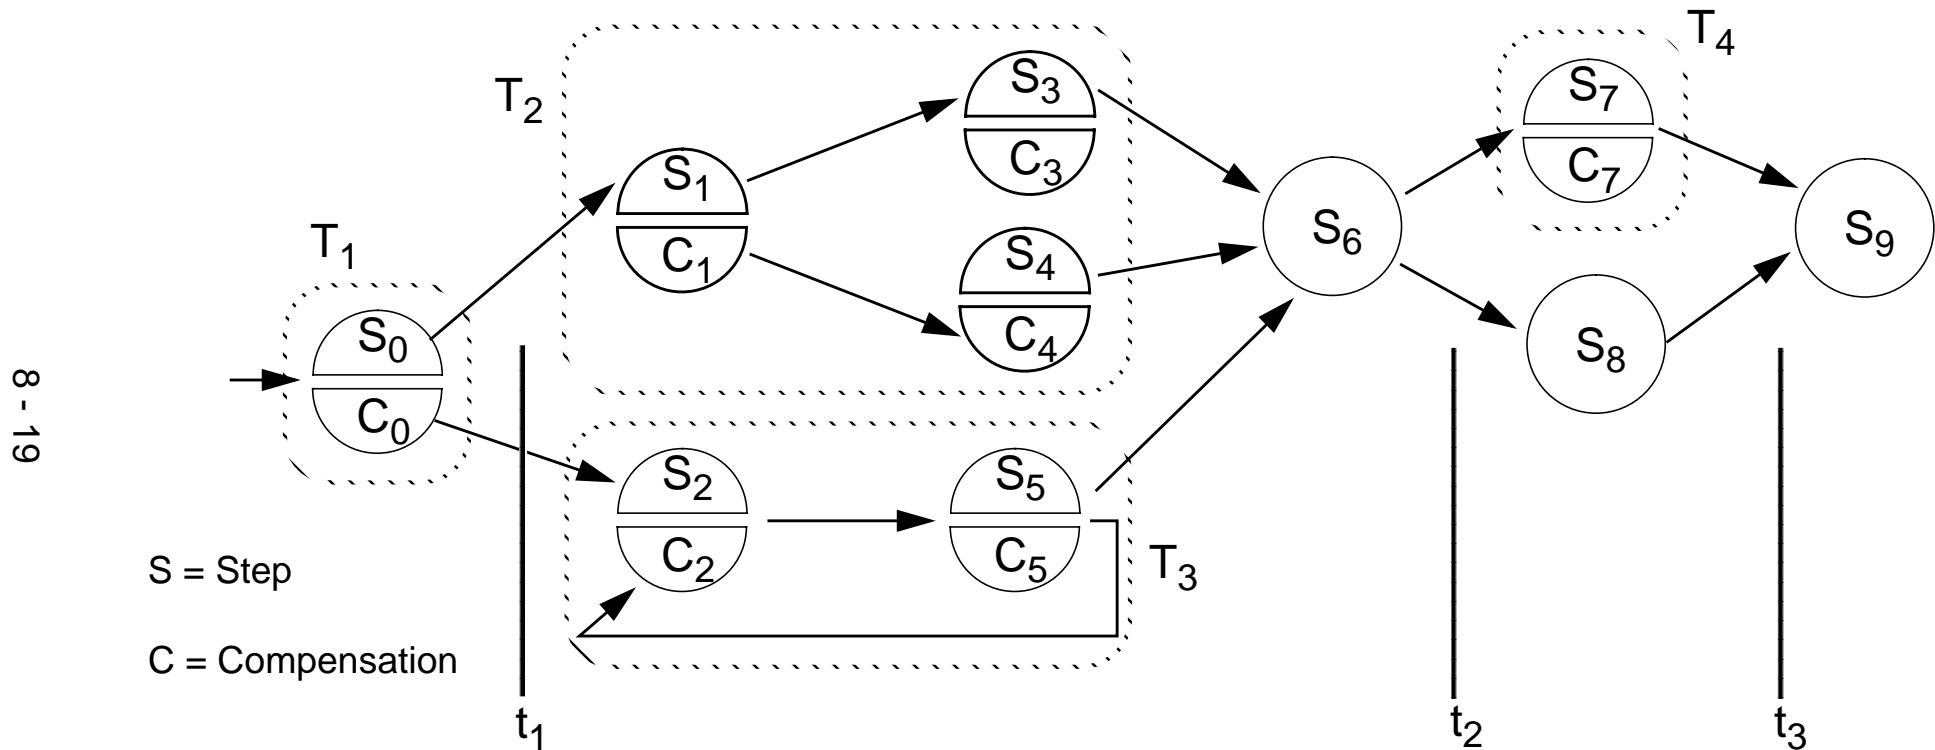 T1
S0
C0
T2
S1
C1
S3
C3
S4
C4
S2
C2
S5
C5
T3
S6
T4
S7
C7
S8
S9
S = Step
C = Compensation
t1
t2
t3
8 - 19